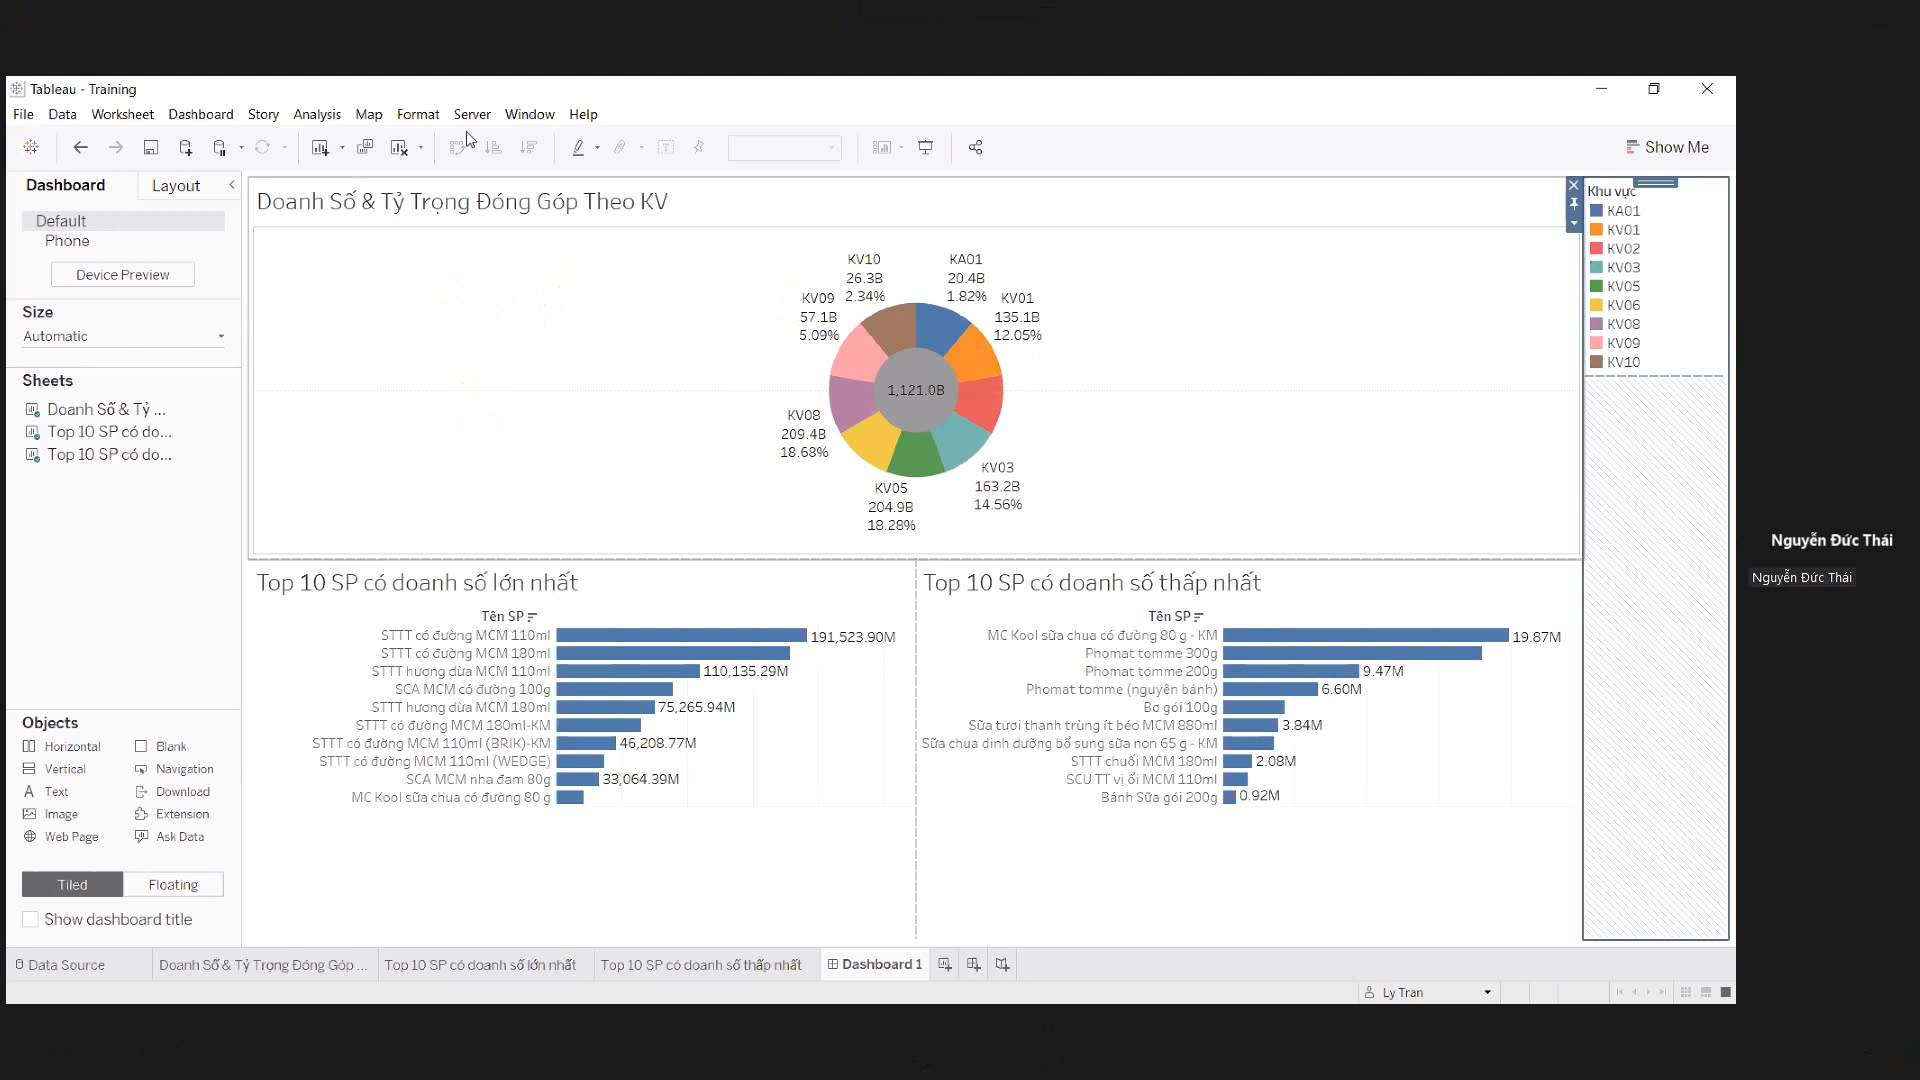 Tableau - Training
File Data Worksheet Dashboard Story Analysis Map Format Server Window Help
Show Me
Dashboard Layout
Default
Phone
Device Preview
Size
Automatic
Sheets
Doanh Số & Tỷ ...
Top 10 SP có do...
Top 10 SP có do...
Objects
Horizontal Blank
Vertical Navigation
Text Download
Image Extension
Web Page Ask Data
Tiled Floating
Show dashboard title
Doanh Số & Tỷ Trọng Đóng Góp Theo KV
KV10
26.3B
2.34%
KA01
20.4B
1.82%
KV09
57.1B
5.09%
KV01
135.1B
12.05%
1,121.0B
KV08
209.4B
18.68%
KV03
163.2B
14.56%
KV05
204.9B
18.28%
Khu vực
KA01
KV01
KV02
KV03
KV05
KV06
KV08
KV09
KV10
Top 10 SP có doanh số lớn nhất
Tên SP
STTT có đường MCM 110ml 191,523.90M
STTT có đường MCM 180ml
STTT hương dừa MCM 110ml 110,135.29M
SCA MCM có đường 100g
STTT hương dừa MCM 180ml 75,265.94M
STTT có đường MCM 180ml-KM
STTT có đường MCM 110ml (BRIK)-KM 46,208.77M
STTT có đường MCM 110ml (WEDGE)
SCA MCM nha đam 80g 33,064.39M
MC Kool sữa chua có đường 80 g
Top 10 SP có doanh số thấp nhất
Tên SP
MC Kool sữa chua có đường 80 g - KM 19.87M
Phomat tomme 300g
Phomat tomme 200g 9.47M
Phomat tomme (nguyên bánh) 6.60M
Bơ gói 100g
Sữa tươi thanh trùng ít béo MCM 880ml 3.84M
Sữa chua dinh dưỡng bổ sung sữa non 65 g - KM
STTT chuối MCM 180ml 2.08M
SCU TT vị ổi MCM 110ml
Bánh Sữa gói 200g 0.92M
Data Source Doanh Số & Tỷ Trọng Đóng Góp ... Top 10 SP có doanh số lớn nhất Top 10 SP có doanh số thấp nhất Dashboard 1
Ly Tran
Nguyễn Đức Thái
Nguyễn Đức Thái